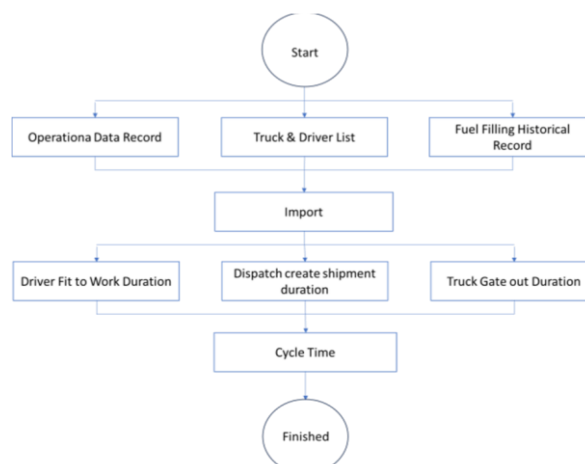 Start
Operationa Data Record
Truck & Driver List
Fuel Filling Historical
Record
Import
Driver Fit to Work Duration
Dispatch create shipment
duration
Truck Gate out Duration
Cycle Time
Finished